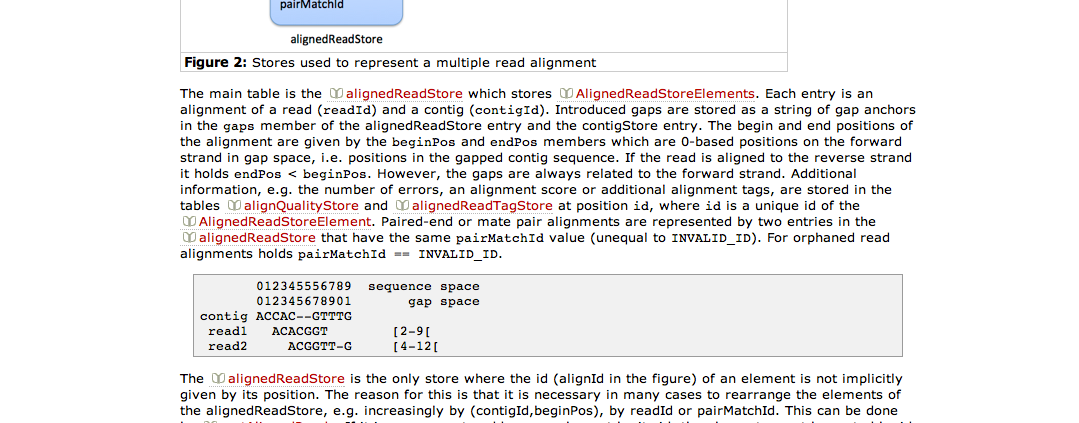 pairMatchId
alignedReadStore
Figure 2: Stores used to represent a multiple read alignment
The main table is the alignedReadStore which stores AlignedReadStoreElements. Each entry is an
alignment of a read (readId) and a contig (contigId). Introduced gaps are stored as a string of gap anchors
in the gaps member of the alignedReadStore entry and the contigStore entry. The begin and end positions of
the alignment are given by the beginPos and endPos members which are 0-based positions on the forward
strand in gap space, i.e. positions in the gapped contig sequence. If the read is aligned to the reverse strand
it holds endPos < beginPos. However, the gaps are always related to the forward strand. Additional
information, e.g. the number of errors, an alignment score or additional alignment tags, are stored in the
tables alignQualityStore and alignedReadTagStore at position id, where id is a unique id of the
AlignedReadStoreElement. Paired-end or mate pair alignments are represented by two entries in the
alignedReadStore that have the same pairMatchId value (unequal to INVALID_ID). For orphaned read
alignments holds pairMatchId == INVALID_ID.
012345556789 sequence space
012345678901 gap space
contig ACCAC--GTTTG
read1 ACACGGT [2-9[
read2 ACGGTT-G [4-12[
The alignedReadStore is the only store where the id (alignId in the figure) of an element is not implicitly
given by its position. The reason for this is that it is necessary in many cases to rearrange the elements of
the alignedReadStore, e.g. increasingly by (contigId,beginPos), by readId or pairMatchId. This can be done